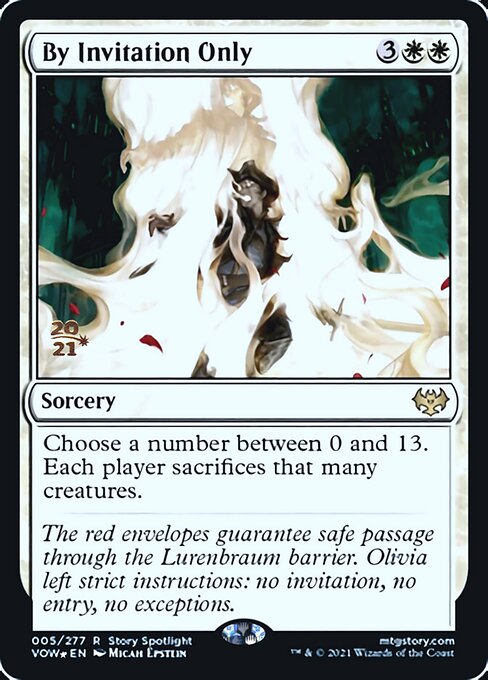 By Invitation Only 3
20
21
Sorcery
Choose a number between 0 and 13.
Each player sacrifices that many
creatures.
The red envelopes guarantee safe passage
through the Lurenbraum barrier. Olivia
left strict instructions: no invitation, no
entry, no exceptions.
005/277 R Story Spotlight mtgstory.com
VOW★EN Micah Epstein ™ & © 2021 Wizards of the Coast